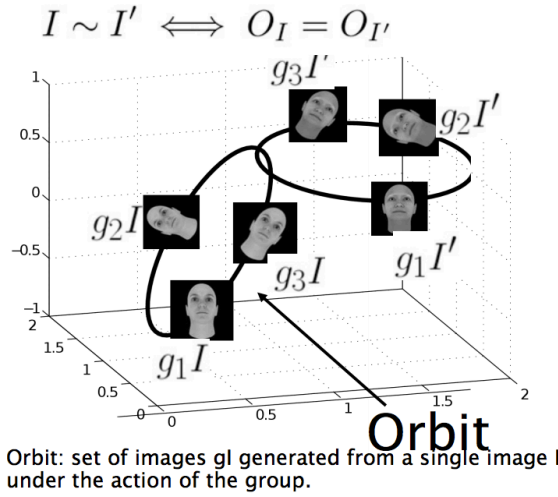 I ∼ I′ ⟺ O_I = O_{I′}
g₃I′
1
g₂I′
0.5
0
g₂I
−0.5
g₃I
g₁I′
−1
2
g₁I
1.5
1
0.5
0
0
0.5
1
1.5
2
Orbit
Orbit: set of images gI generated from a single image I
under the action of the group.